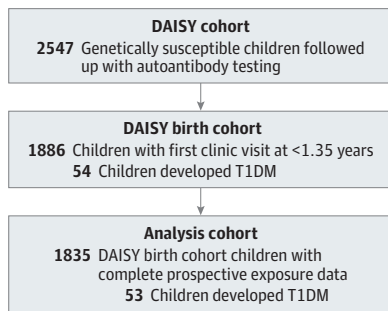 DAISY cohort
2547 Genetically susceptible children followed
up with autoantibody testing
DAISY birth cohort
1886 Children with first clinic visit at <1.35 years
54 Children developed T1DM
Analysis cohort
1835 DAISY birth cohort children with
complete prospective exposure data
53 Children developed T1DM